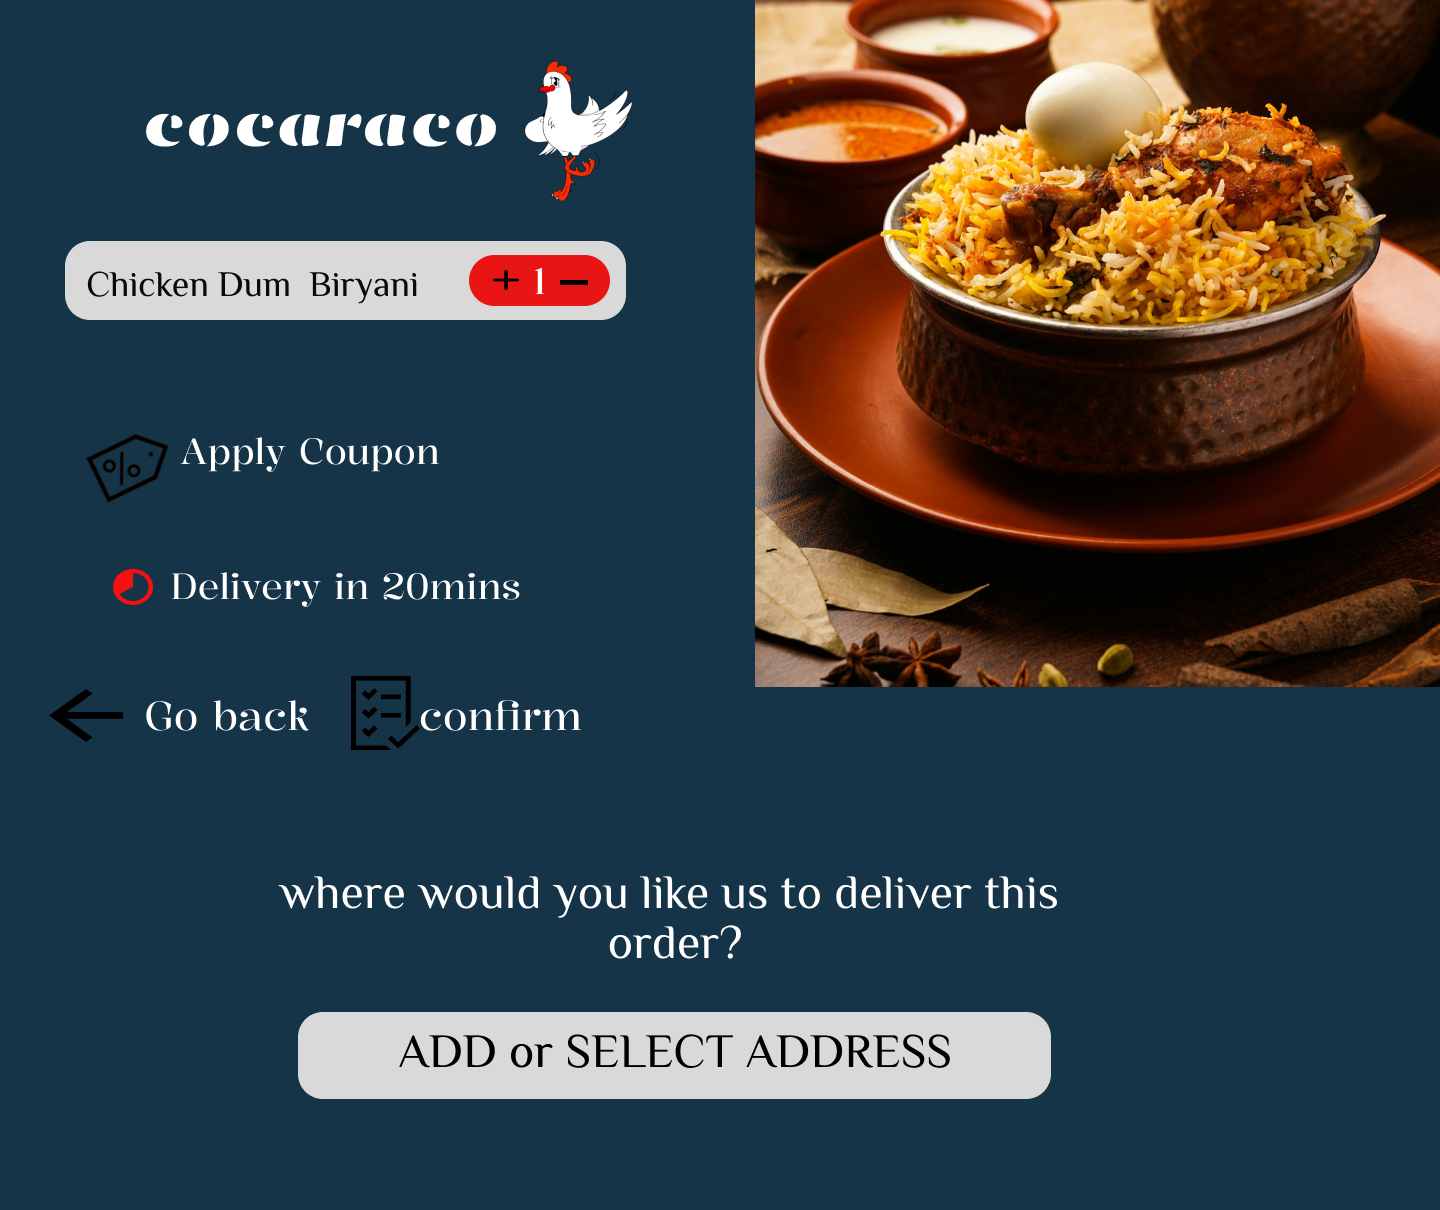 cocaraco
Chicken Dum  Biryani
+ 1 −
Apply Coupon
Delivery in 20mins
Go back
confirm
where would you like us to deliver this
order?
ADD or SELECT ADDRESS